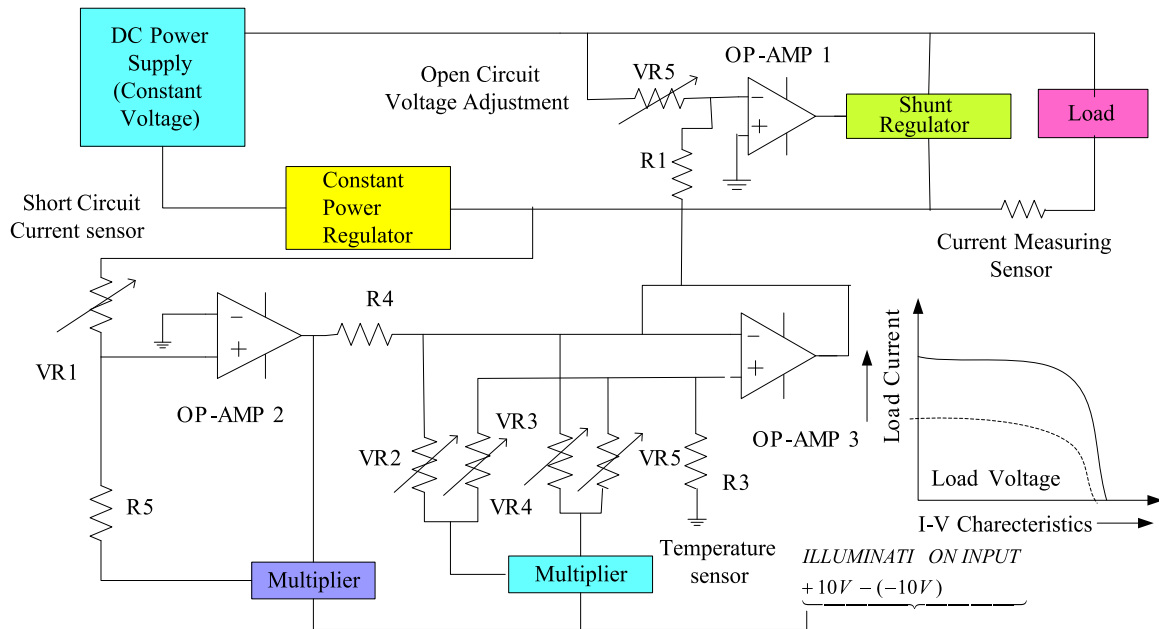 DC Power
Supply
(Constant
Voltage)
Open Circuit
Voltage Adjustment
VR5
OP-AMP 1
−
+
Shunt
Regulator
Load
R1
Short Circuit
Current sensor
Constant
Power
Regulator
Current Measuring
Sensor
VR1
−
+
OP-AMP 2
R4
−
+
OP-AMP 3
VR2
VR3
VR4
VR5
R3
R5
Temperature
sensor
Multiplier
Multiplier
Load Current
Load Voltage
I-V Charecteristics
ILLUMINATI ON INPUT
+10V − (−10V)